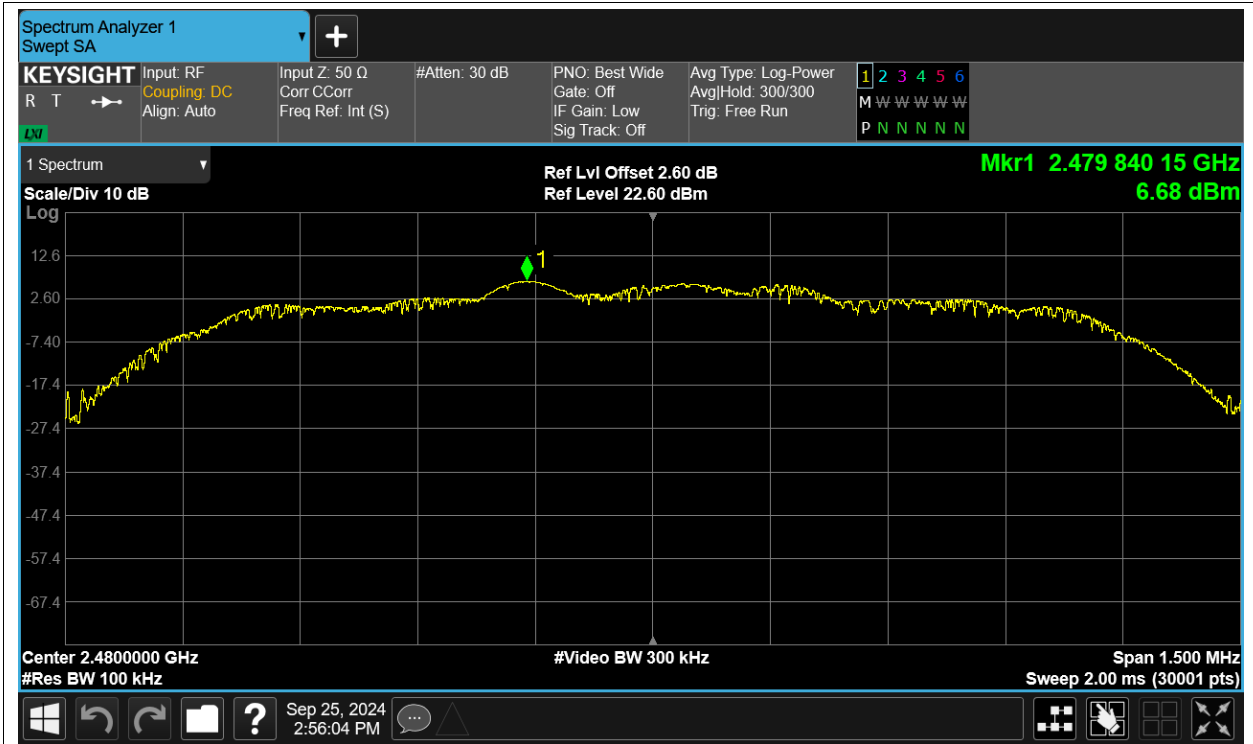 Spectrum Analyzer 1
Swept SA
KEYSIGHT
R T
LXI
Input: RF
Coupling: DC
Align: Auto
Input Z: 50 Ω
Corr CCorr
Freq Ref: Int (S)
#Atten: 30 dB
PNO: Best Wide
Gate: Off
IF Gain: Low
Sig Track: Off
Avg Type: Log-Power
Avg|Hold: 300/300
Trig: Free Run
1 2 3 4 5 6
M W W W W W
P N N N N N
1 Spectrum
Scale/Div 10 dB
Log
Ref Lvl Offset 2.60 dB
Ref Level 22.60 dBm
Mkr1 2.479 840 15 GHz
6.68 dBm
1
12.6
2.60
-7.40
-17.4
-27.4
-37.4
-47.4
-57.4
-67.4
Center 2.4800000 GHz
#Res BW 100 kHz
#Video BW 300 kHz
Span 1.500 MHz
Sweep 2.00 ms (30001 pts)
?
Sep 25, 2024
2:56:04 PM